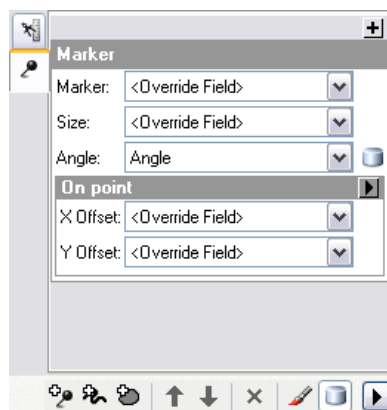 Marker
Marker: <Override Field>
Size: <Override Field>
Angle: Angle
On point
X Offset: <Override Field>
Y Offset: <Override Field>